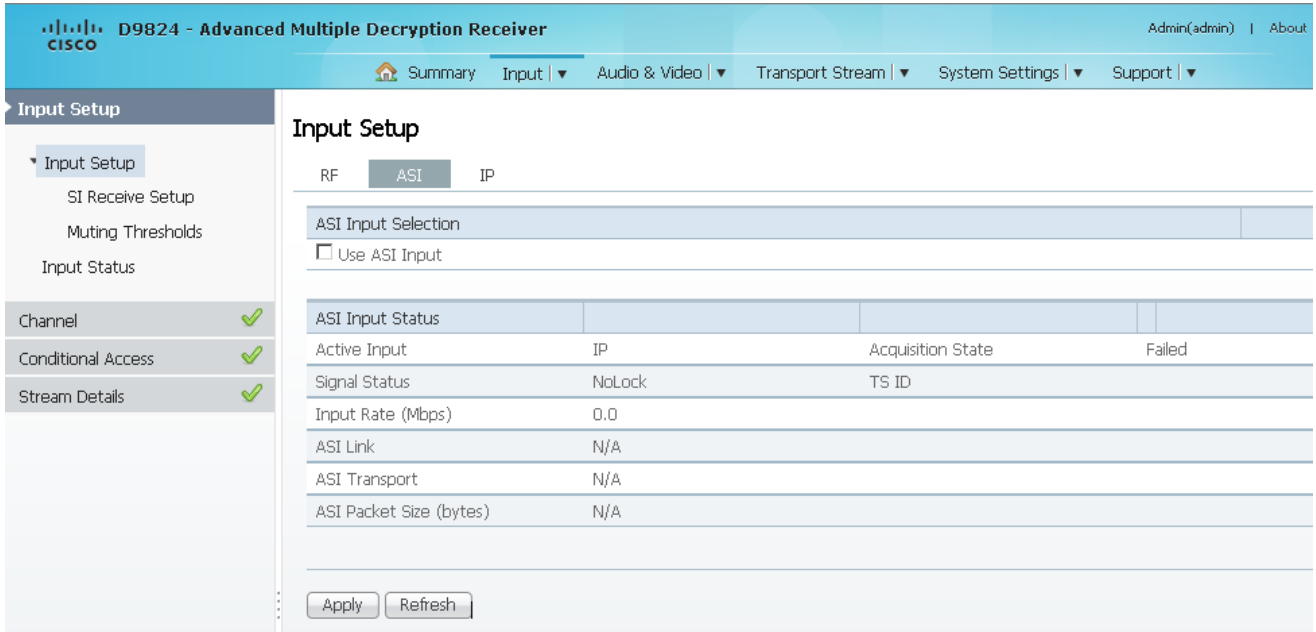 CISCO D9824 - Advanced Multiple Decryption Receiver Admin(admin) | About
Summary Input | ▼ Audio & Video | ▼ Transport Stream | ▼ System Settings | ▼ Support | ▼
Input Setup
Input Setup
SI Receive Setup
Muting Thresholds
Input Status
Channel
Conditional Access
Stream Details
Input Setup
RF ASI IP
ASI Input Selection
Use ASI Input
ASI Input Status
Active Input IP Acquisition State Failed
Signal Status NoLock TS ID
Input Rate (Mbps) 0.0
ASI Link N/A
ASI Transport N/A
ASI Packet Size (bytes) N/A
Apply Refresh